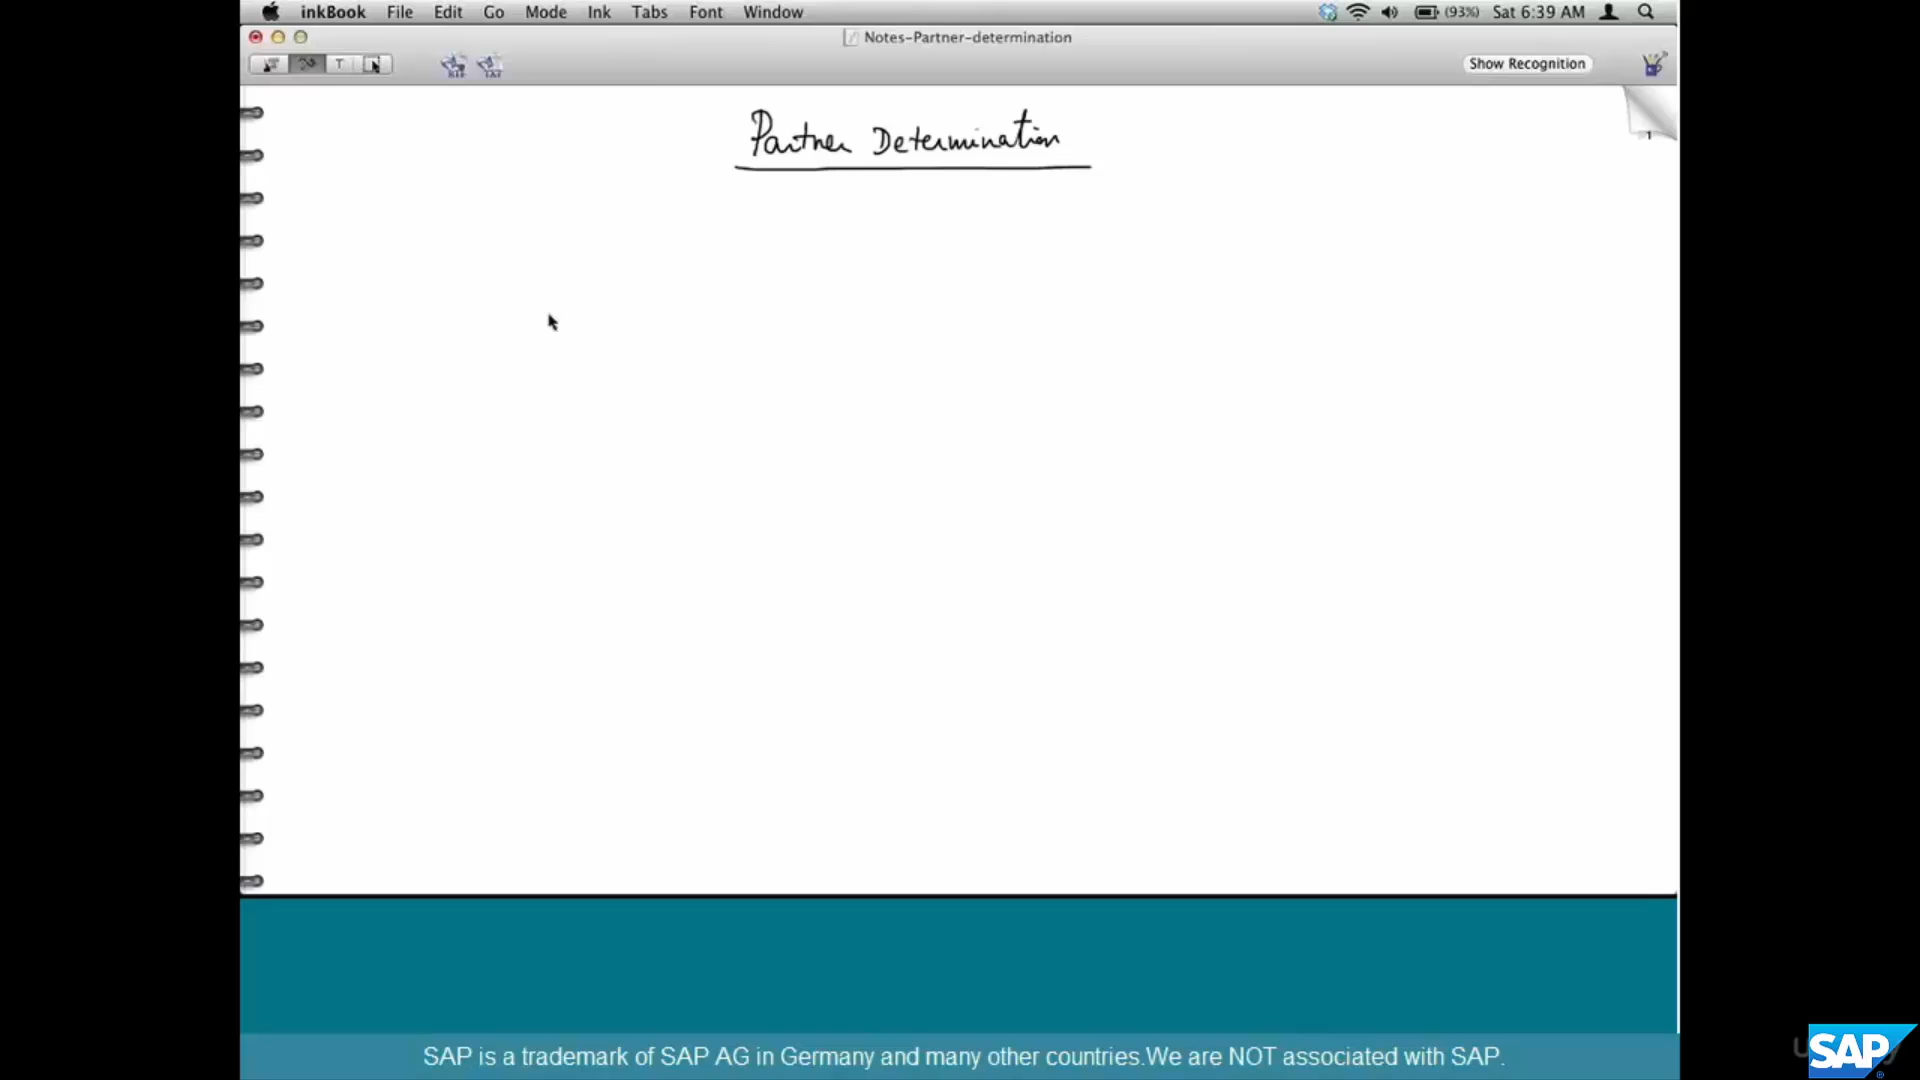 inkBook File Edit Go Mode Ink Tabs Font Window (93%) Sat 6:39 AM
Notes-Partner-determination
T
Show Recognition
Partner Determination
1
SAP is a trademark of SAP AG in Germany and many other countries.We are NOT associated with SAP.
SAP